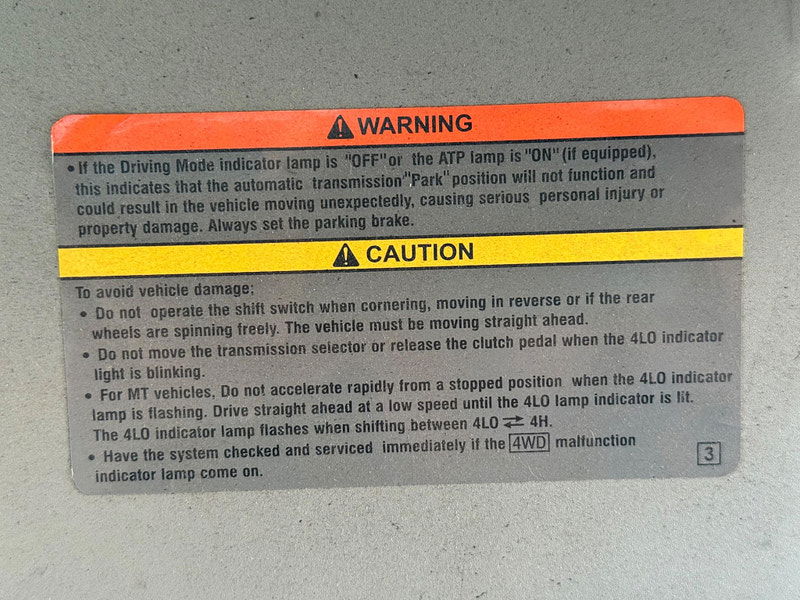 ⚠ WARNING
• If the Driving Mode indicator lamp is "OFF" or the ATP lamp is "ON" (if equipped),
this indicates that the automatic transmission "Park" position will not function and
could result in the vehicle moving unexpectedly, causing serious personal injury or
property damage. Always set the parking brake.
⚠ CAUTION
To avoid vehicle damage:
• Do not operate the shift switch when cornering, moving in reverse or if the rear
wheels are spinning freely. The vehicle must be moving straight ahead.
• Do not move the transmission selector or release the clutch pedal when the 4LO indicator
light is blinking.
• For MT vehicles, Do not accelerate rapidly from a stopped position when the 4LO indicator
lamp is flashing. Drive straight ahead at a low speed until the 4LO lamp indicator is lit.
The 4LO indicator lamp flashes when shifting between 4LO ⇄ 4H.
• Have the system checked and serviced immediately if the 4WD malfunction
indicator lamp come on.
3